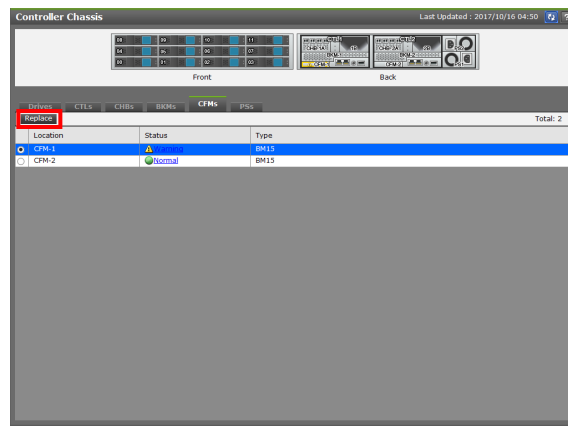 Controller Chassis
Last Updated : 2017/10/16 04:50
Front
Back
Drives CTLs CHBs BKMs CFMs PSs
Replace
Total: 2
Location Status Type
CFM-1 Warning BM15
CFM-2 Normal BM15